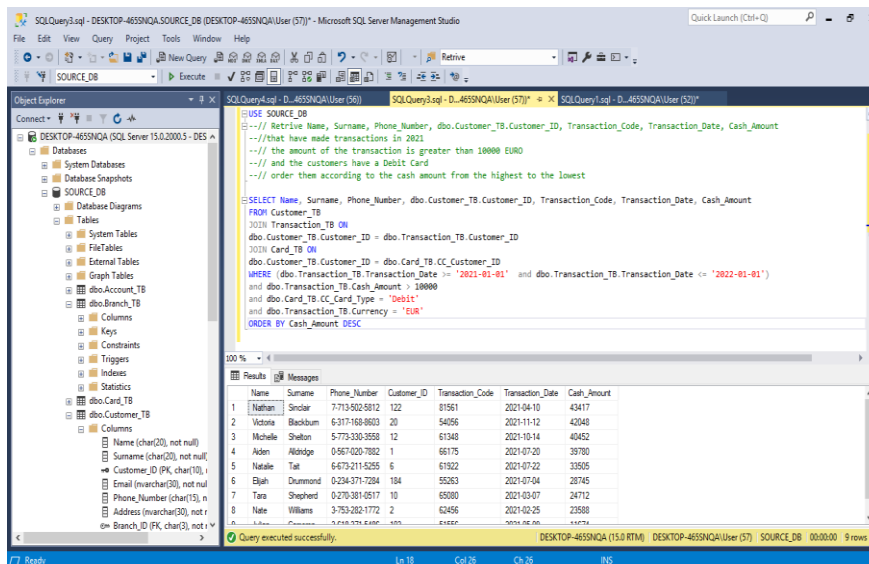 SQLQuery3.sql - DESKTOP-465SNQA.SOURCE_DB (DESKTOP-465SNQA\User (57))* - Microsoft SQL Server Management Studio
Quick Launch (Ctrl+Q)
File Edit View Query Project Tools Window Help
New Query
Retrive
SOURCE_DB
Execute
Object Explorer
Connect
DESKTOP-465SNQA (SQL Server 15.0.2000.5 - DES
Databases
System Databases
Database Snapshots
SOURCE_DB
Database Diagrams
Tables
System Tables
FileTables
External Tables
Graph Tables
dbo.Account_TB
dbo.Branch_TB
Columns
Keys
Constraints
Triggers
Indexes
Statistics
dbo.Card_TB
dbo.Customer_TB
Columns
Name (char(20), not null)
Surname (char(20), not null)
Customer_ID (PK, char(10), 
Email (nvarchar(30), not nul
Phone_Number (char(15), n
Address (nvarchar(30), not r
Branch_ID (FK, char(3), not r
SQLQuery4.sql - D...465SNQA\User (56))
SQLQuery3.sql - D...465SNQA\User (57))*
SQLQuery1.sql - D...465SNQA\User (52))*
USE SOURCE_DB
--// Retrive Name, Surname, Phone_Number, dbo.Customer_TB.Customer_ID, Transaction_Code, Transaction_Date, Cash_Amount
--//that have made transactions in 2021
--// the amount of the transaction is greater than 10000 EURO
--// and the customers have a Debit Card
--// order them according to the cash amount from the highest to the lowest
SELECT Name, Surname, Phone_Number, dbo.Customer_TB.Customer_ID, Transaction_Code, Transaction_Date, Cash_Amount
FROM Customer_TB
JOIN Transaction_TB ON
dbo.Customer_TB.Customer_ID = dbo.Transaction_TB.Customer_ID
JOIN Card_TB ON
dbo.Customer_TB.Customer_ID = dbo.Card_TB.CC_Customer_ID
WHERE (dbo.Transaction_TB.Transaction_Date >= '2021-01-01' and dbo.Transaction_TB.Transaction_Date <= '2022-01-01')
and dbo.Transaction_TB.Cash_Amount > 10000
and dbo.Card_TB.CC_Card_Type = 'Debit'
and dbo.Transaction_TB.Currency = 'EUR'
ORDER BY Cash_Amount DESC
100 %
Results Messages
Name Surname Phone_Number Customer_ID Transaction_Code Transaction_Date Cash_Amount
1 Nathan Sinclair 7-713-502-5812 122 81561 2021-04-10 43417
2 Victoria Blackburn 6-317-168-8603 20 54056 2021-11-12 42048
3 Michelle Shelton 5-773-330-3558 12 61348 2021-10-14 40452
4 Aiden Alldridge 0-567-020-7882 1 66175 2021-07-20 39780
5 Natalie Tait 6-673-211-5255 6 61922 2021-07-22 33505
6 Elijah Drummond 0-234-371-7284 184 55263 2021-07-04 28745
7 Tara Shepherd 0-270-381-0517 10 65080 2021-03-07 24712
8 Nate Williams 3-753-282-1772 2 62456 2021-02-25 23588
Query executed successfully.
DESKTOP-465SNQA (15.0 RTM) DESKTOP-465SNQA\User (57) SOURCE_DB 00:00:00 9 rows
Ready Ln 18 Col 26 Ch 26 INS